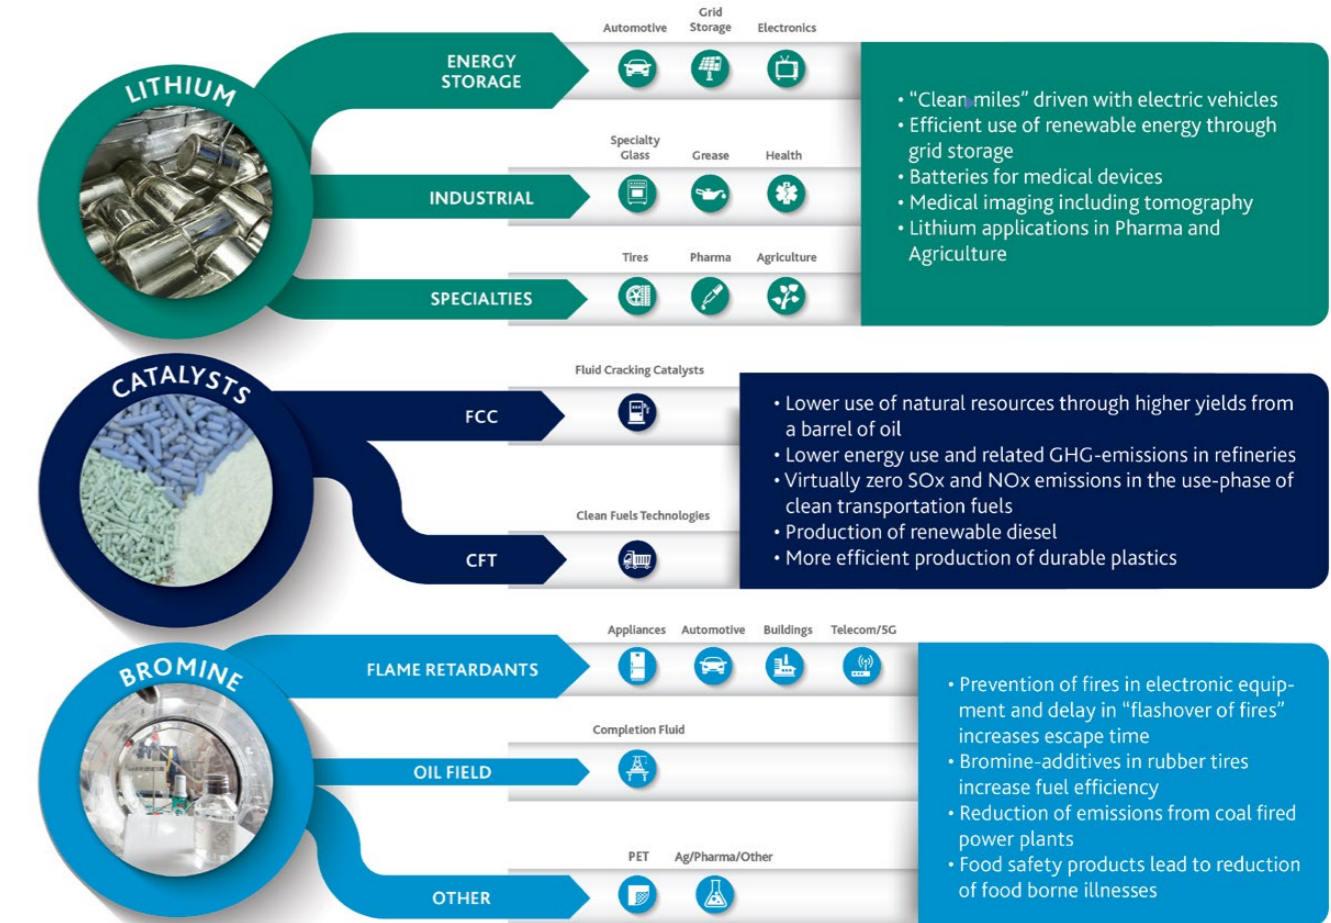 LITHIUM
ENERGY
STORAGE
Automotive
Grid
Storage
Electronics
INDUSTRIAL
Specialty
Glass
Grease
Health
SPECIALTIES
Tires
Pharma
Agriculture
• “Clean miles” driven with electric vehicles
• Efficient use of renewable energy through
grid storage
• Batteries for medical devices
• Medical imaging including tomography
• Lithium applications in Pharma and
Agriculture
CATALYSTS
FCC
Fluid Cracking Catalysts
CFT
Clean Fuels Technologies
• Lower use of natural resources through higher yields from
a barrel of oil
• Lower energy use and related GHG-emissions in refineries
• Virtually zero SOx and NOx emissions in the use-phase of
clean transportation fuels
• Production of renewable diesel
• More efficient production of durable plastics
BROMINE
FLAME RETARDANTS
Appliances
Automotive
Buildings
Telecom/5G
OIL FIELD
Completion Fluid
OTHER
PET
Ag/Pharma/Other
• Prevention of fires in electronic equip-
ment and delay in “flashover of fires”
increases escape time
• Bromine-additives in rubber tires
increase fuel efficiency
• Reduction of emissions from coal fired
power plants
• Food safety products lead to reduction
of food borne illnesses